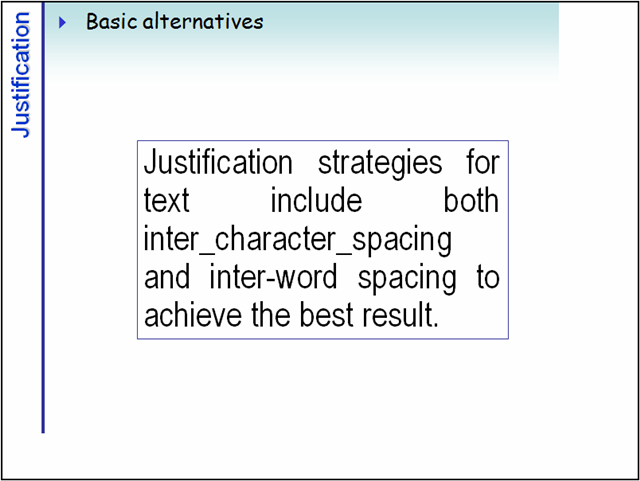 Justification
Basic alternatives
Justification strategies for
text include both
inter_character_spacing
and inter-word spacing to
achieve the best result.